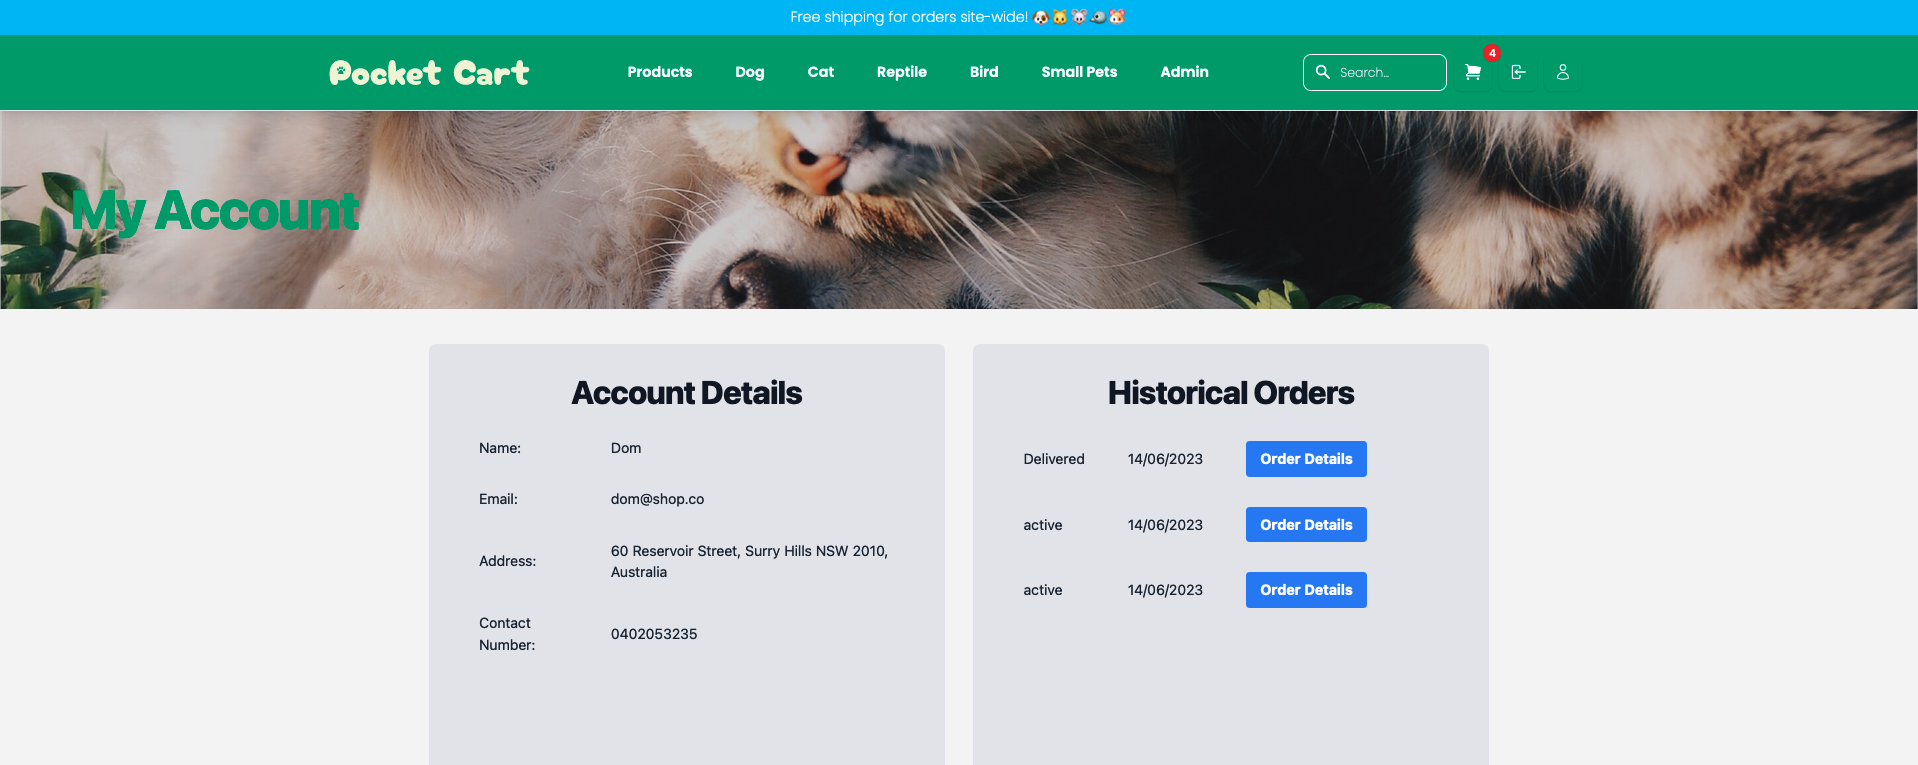 Free shipping for orders site-wide! 🐶🐱🐭🐠🐹
Pocket Cart
Products Dog Cat Reptile Bird Small Pets Admin
Search...
4
My Account
Account Details
Name: Dom
Email: dom@shop.co
Address: 60 Reservoir Street, Surry Hills NSW 2010,
Australia
Contact
Number: 0402053235
Historical Orders
Delivered 14/06/2023 Order Details
active 14/06/2023 Order Details
active 14/06/2023 Order Details